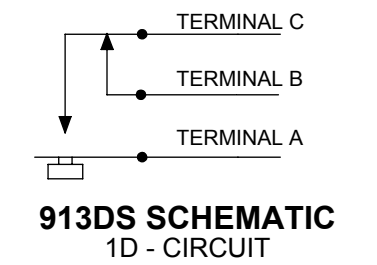 TERMINAL C
TERMINAL B
TERMINAL A
913DS SCHEMATIC
1D - CIRCUIT